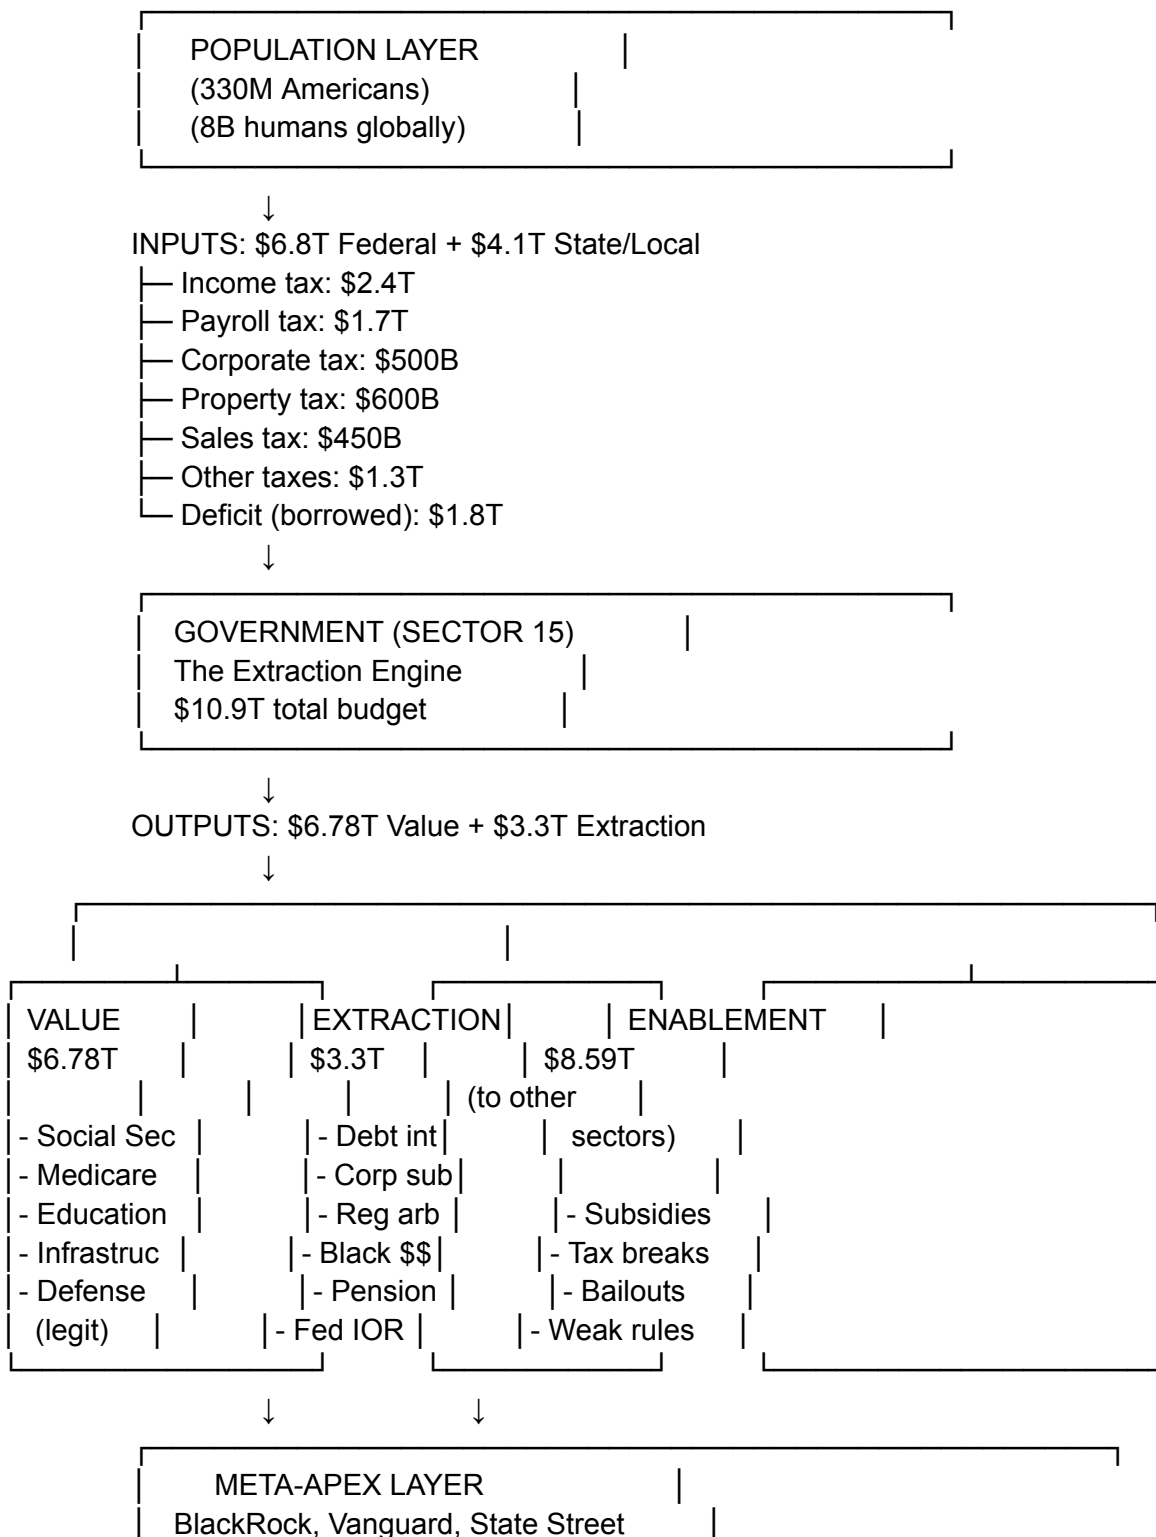 POPULATION LAYER
(330M Americans)
(8B humans globally)
↓
INPUTS: $6.8T Federal + $4.1T State/Local
├─ Income tax: $2.4T
├─ Payroll tax: $1.7T
├─ Corporate tax: $500B
├─ Property tax: $600B
├─ Sales tax: $450B
├─ Other taxes: $1.3T
└─ Deficit (borrowed): $1.8T
↓
GOVERNMENT (SECTOR 15)
The Extraction Engine
$10.9T total budget
↓
OUTPUTS: $6.78T Value + $3.3T Extraction
↓
│ VALUE │ │EXTRACTION│ │ ENABLEMENT │
│ $6.78T │ │ $3.3T │ │ $8.59T │
│ │ │ │ │ (to other │
│- Social Sec │ │- Debt int│ │ sectors) │
│- Medicare │ │- Corp sub│ │ │
│- Education │ │- Reg arb │ │- Subsidies │
│- Infrastruc │ │- Black $$│ │- Tax breaks │
│- Defense │ │- Pension │ │- Bailouts │
│ (legit) │ │- Fed IOR │ │- Weak rules │
↓ ↓
META-APEX LAYER
BlackRock, Vanguard, State Street